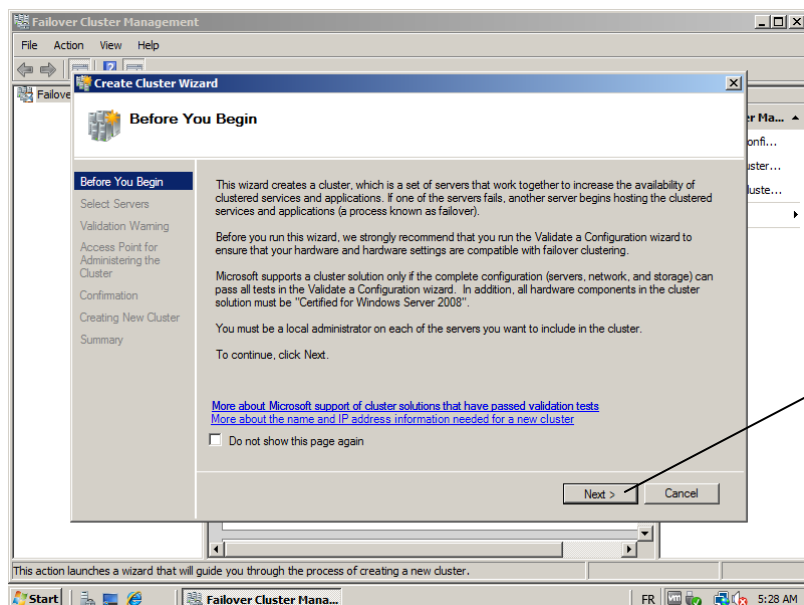 Failover Cluster Management
File Action View Help
Failove
Create Cluster Wizard
Before You Begin
Before You Begin
Select Servers
Validation Warning
Access Point for
Administering the
Cluster
Confirmation
Creating New Cluster
Summary
This wizard creates a cluster, which is a set of servers that work together to increase the availability of
clustered services and applications. If one of the servers fails, another server begins hosting the clustered
services and applications (a process known as failover).
Before you run this wizard, we strongly recommend that you run the Validate a Configuration wizard to
ensure that your hardware and hardware settings are compatible with failover clustering.
Microsoft supports a cluster solution only if the complete configuration (servers, network, and storage) can
pass all tests in the Validate a Configuration wizard. In addition, all hardware components in the cluster
solution must be "Certified for Windows Server 2008".
You must be a local administrator on each of the servers you want to include in the cluster.
To continue, click Next.
More about Microsoft support of cluster solutions that have passed validation tests
More about the name and IP address information needed for a new cluster
Do not show this page again
Next > Cancel
er Ma...
onfi...
uster...
luste...
This action launches a wizard that will guide you through the process of creating a new cluster.
Start Failover Cluster Mana... FR 5:28 AM